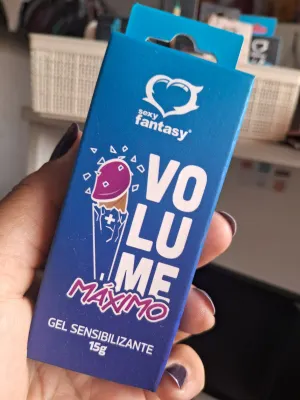 sexy
fantasy®
VO
LU
ME
MÁXIMO
GEL SENSIBILIZANTE
15g